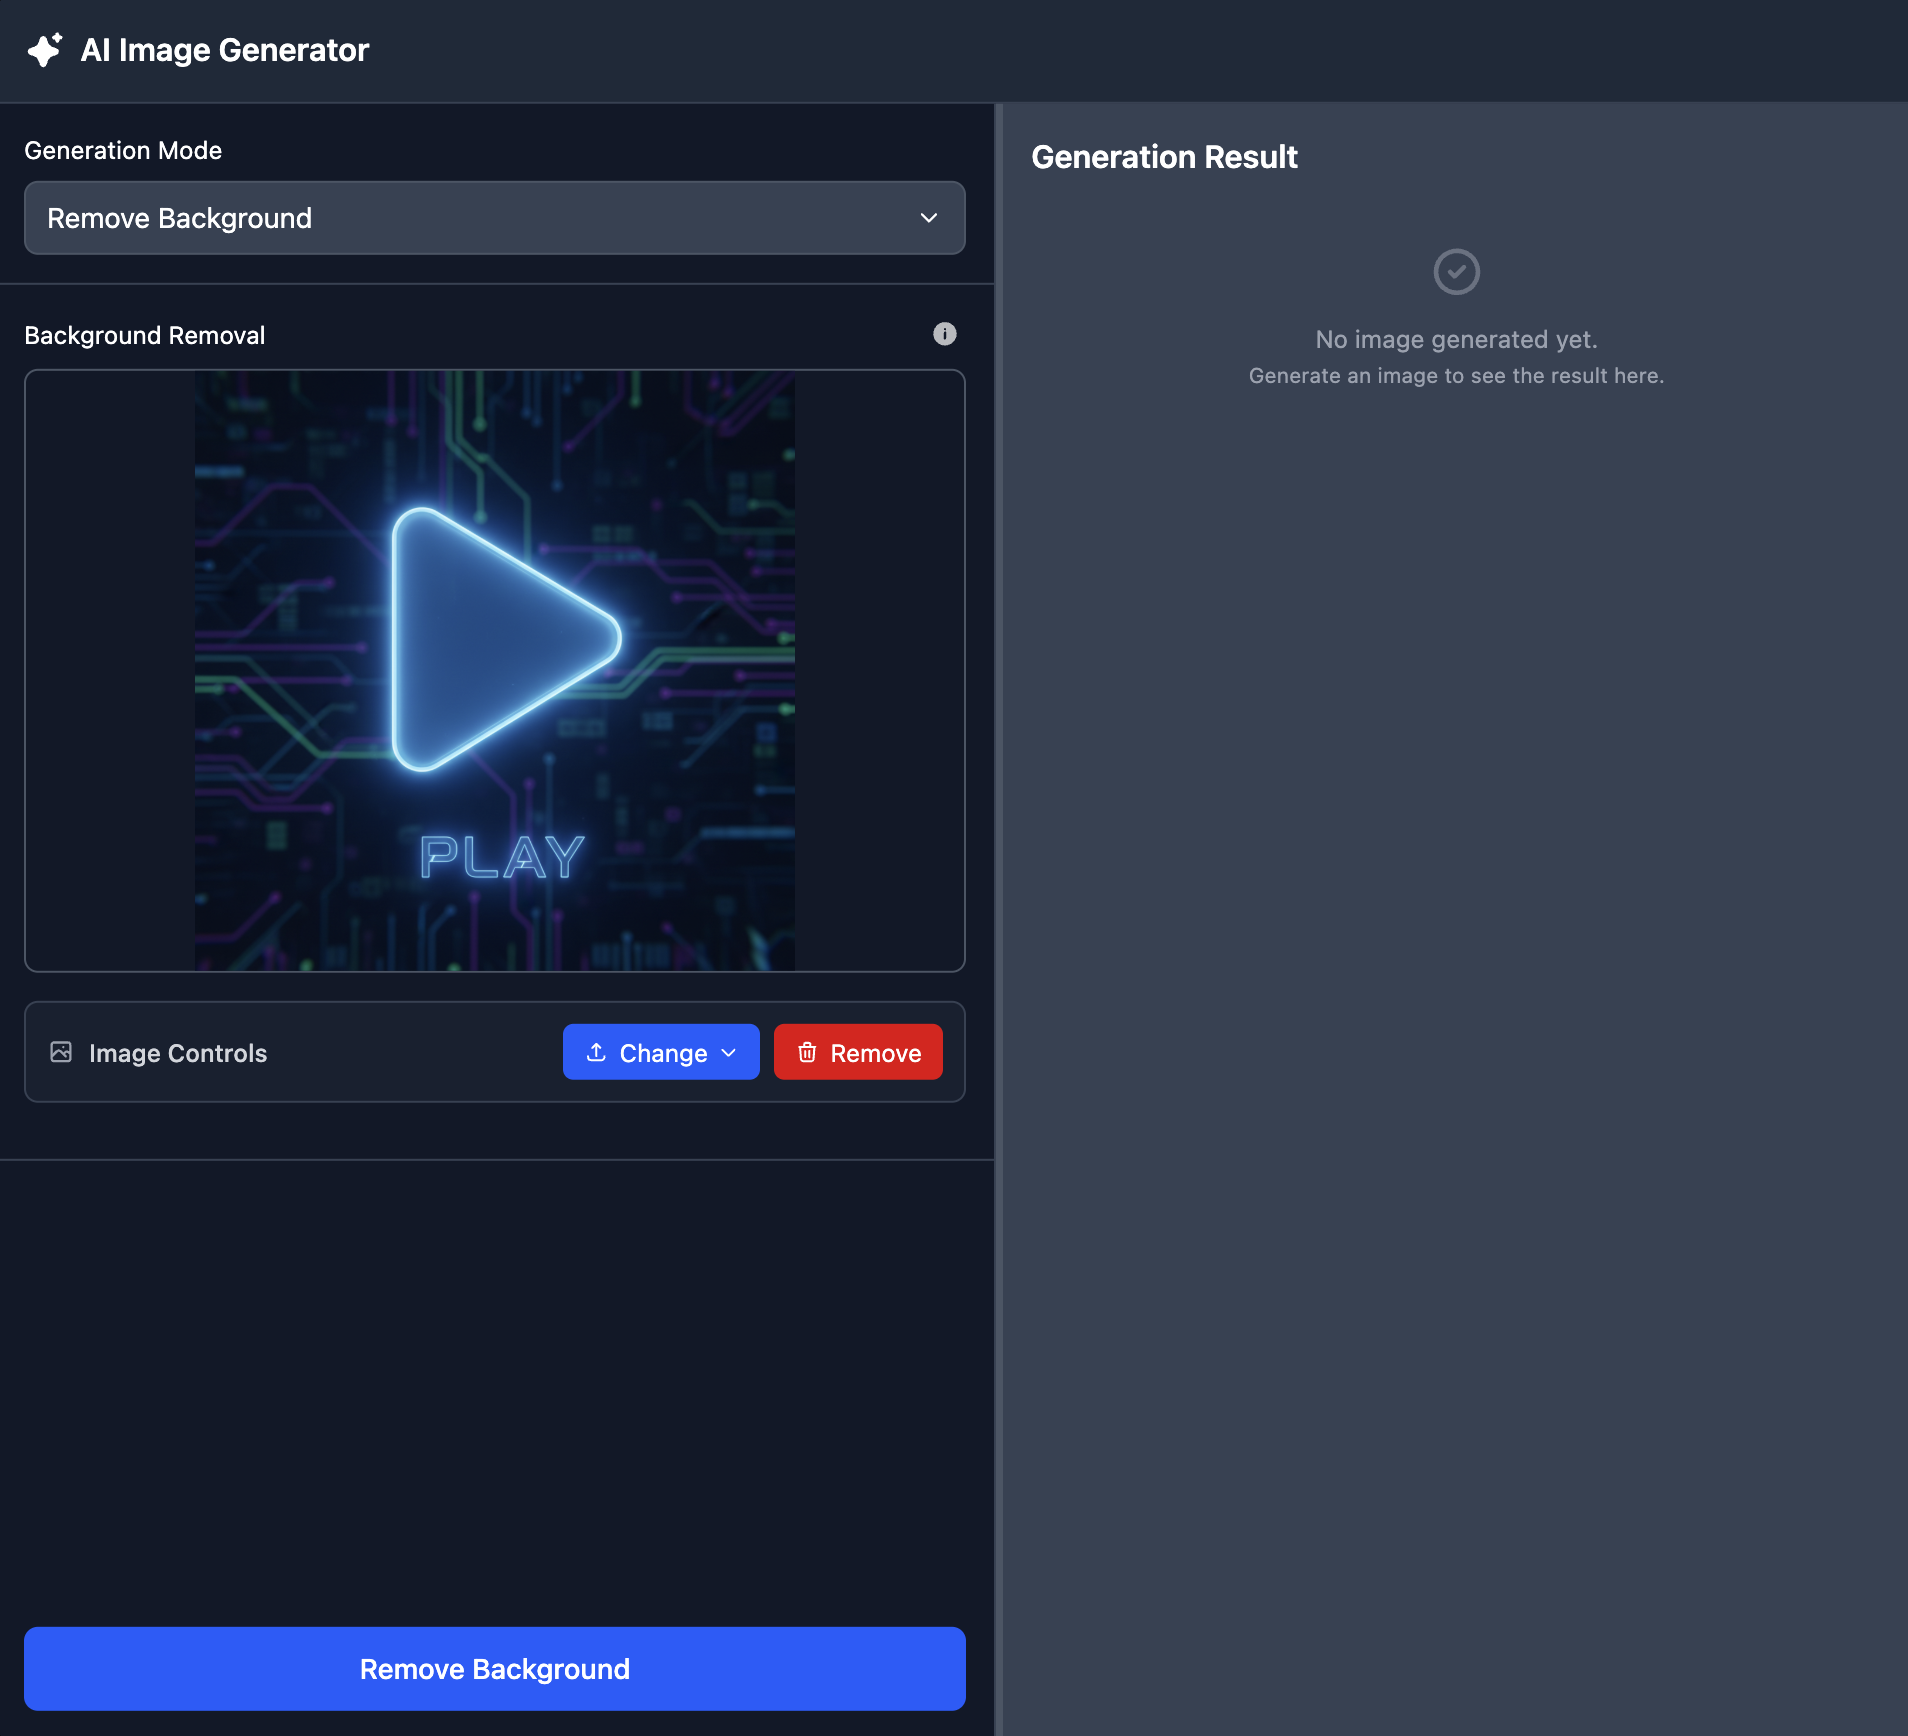 AI Image Generator
Generation Mode
Remove Background
Background Removal
PLAY
Image Controls
Change
Remove
Remove Background
Generation Result
No image generated yet.
Generate an image to see the result here.